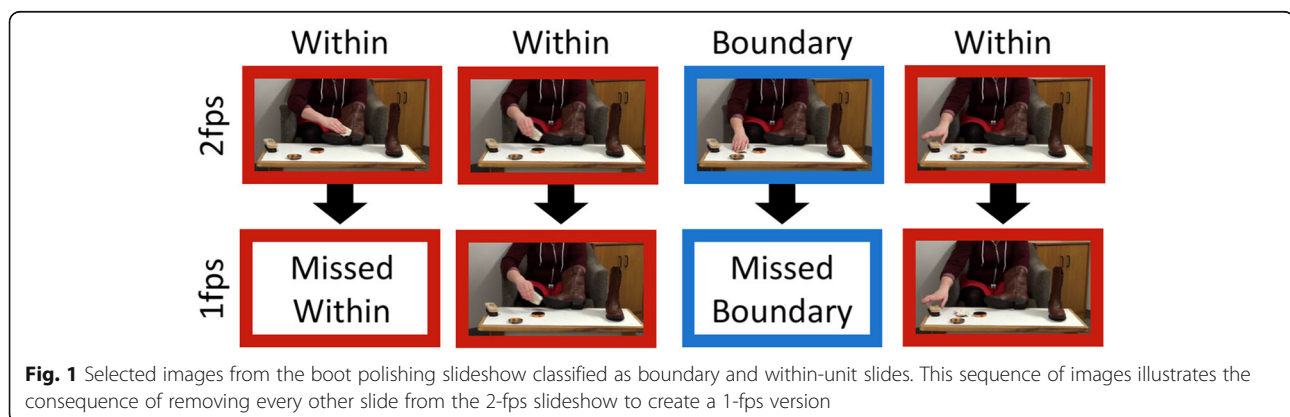 Within Within Boundary Within
2fps
1fps
Missed
Within
Missed
Boundary
Fig. 1 Selected images from the boot polishing slideshow classified as boundary and within-unit slides. This sequence of images illustrates the
consequence of removing every other slide from the 2-fps slideshow to create a 1-fps version